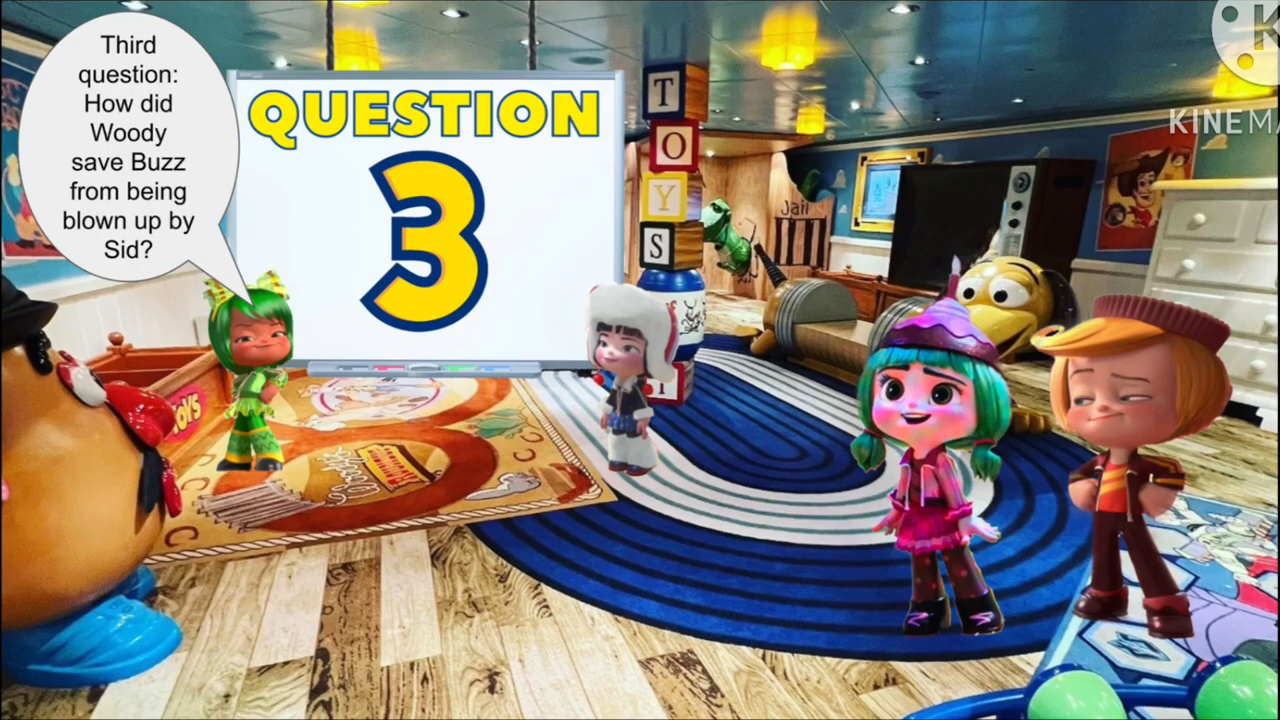 Third
question:
How did
Woody
save Buzz
from being
blown up by
Sid?
QUESTION
3
T
O
Y
S
Jail
TOYS
KINEMA